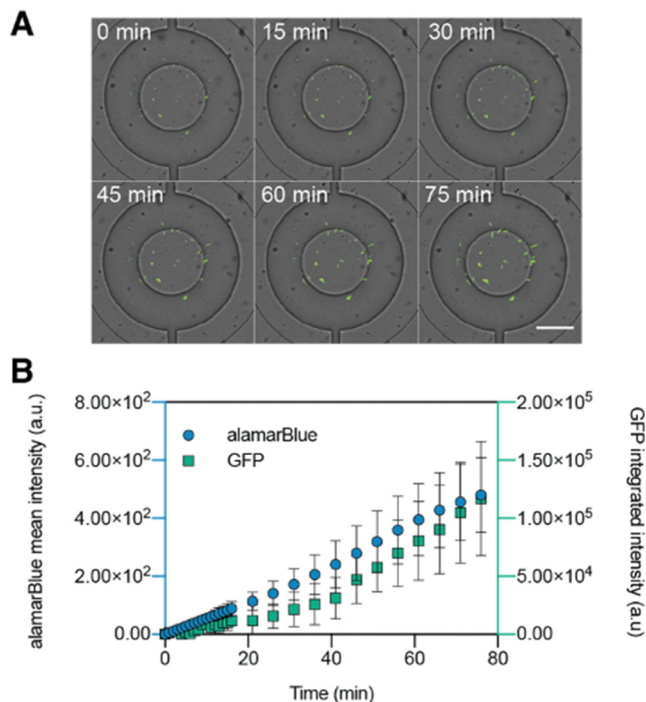 A
0 min
15 min
30 min
45 min
60 min
75 min
B
alamarBlue mean intensity (a.u.)
8.00×10²
6.00×10²
4.00×10²
2.00×10²
0.00
alamarBlue
GFP
2.00×10⁵
1.50×10⁵
1.00×10⁵
5.00×10⁴
0.00
GFP integrated intensity (a.u)
0
20
40
60
80
Time (min)